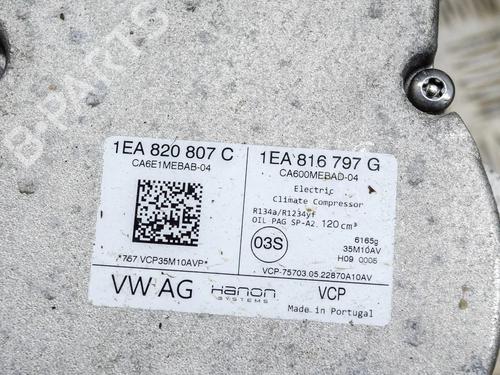 B-PARTS
1EA 820 807 C
CA6E1MEBAB-04
*767 VCP35M10AVP*
VW AG
Hanon
SYSTEMS
1EA 816 797 G
CA600MEBAD-04
Electric
Climate Compressor
R134a/R1234yf
OIL PAG SP-A2. 120 cm³
03S
6165g
35M10AV
H09 0006
VCP-75703.05.22870A10AV
VCP
Made in Portugal